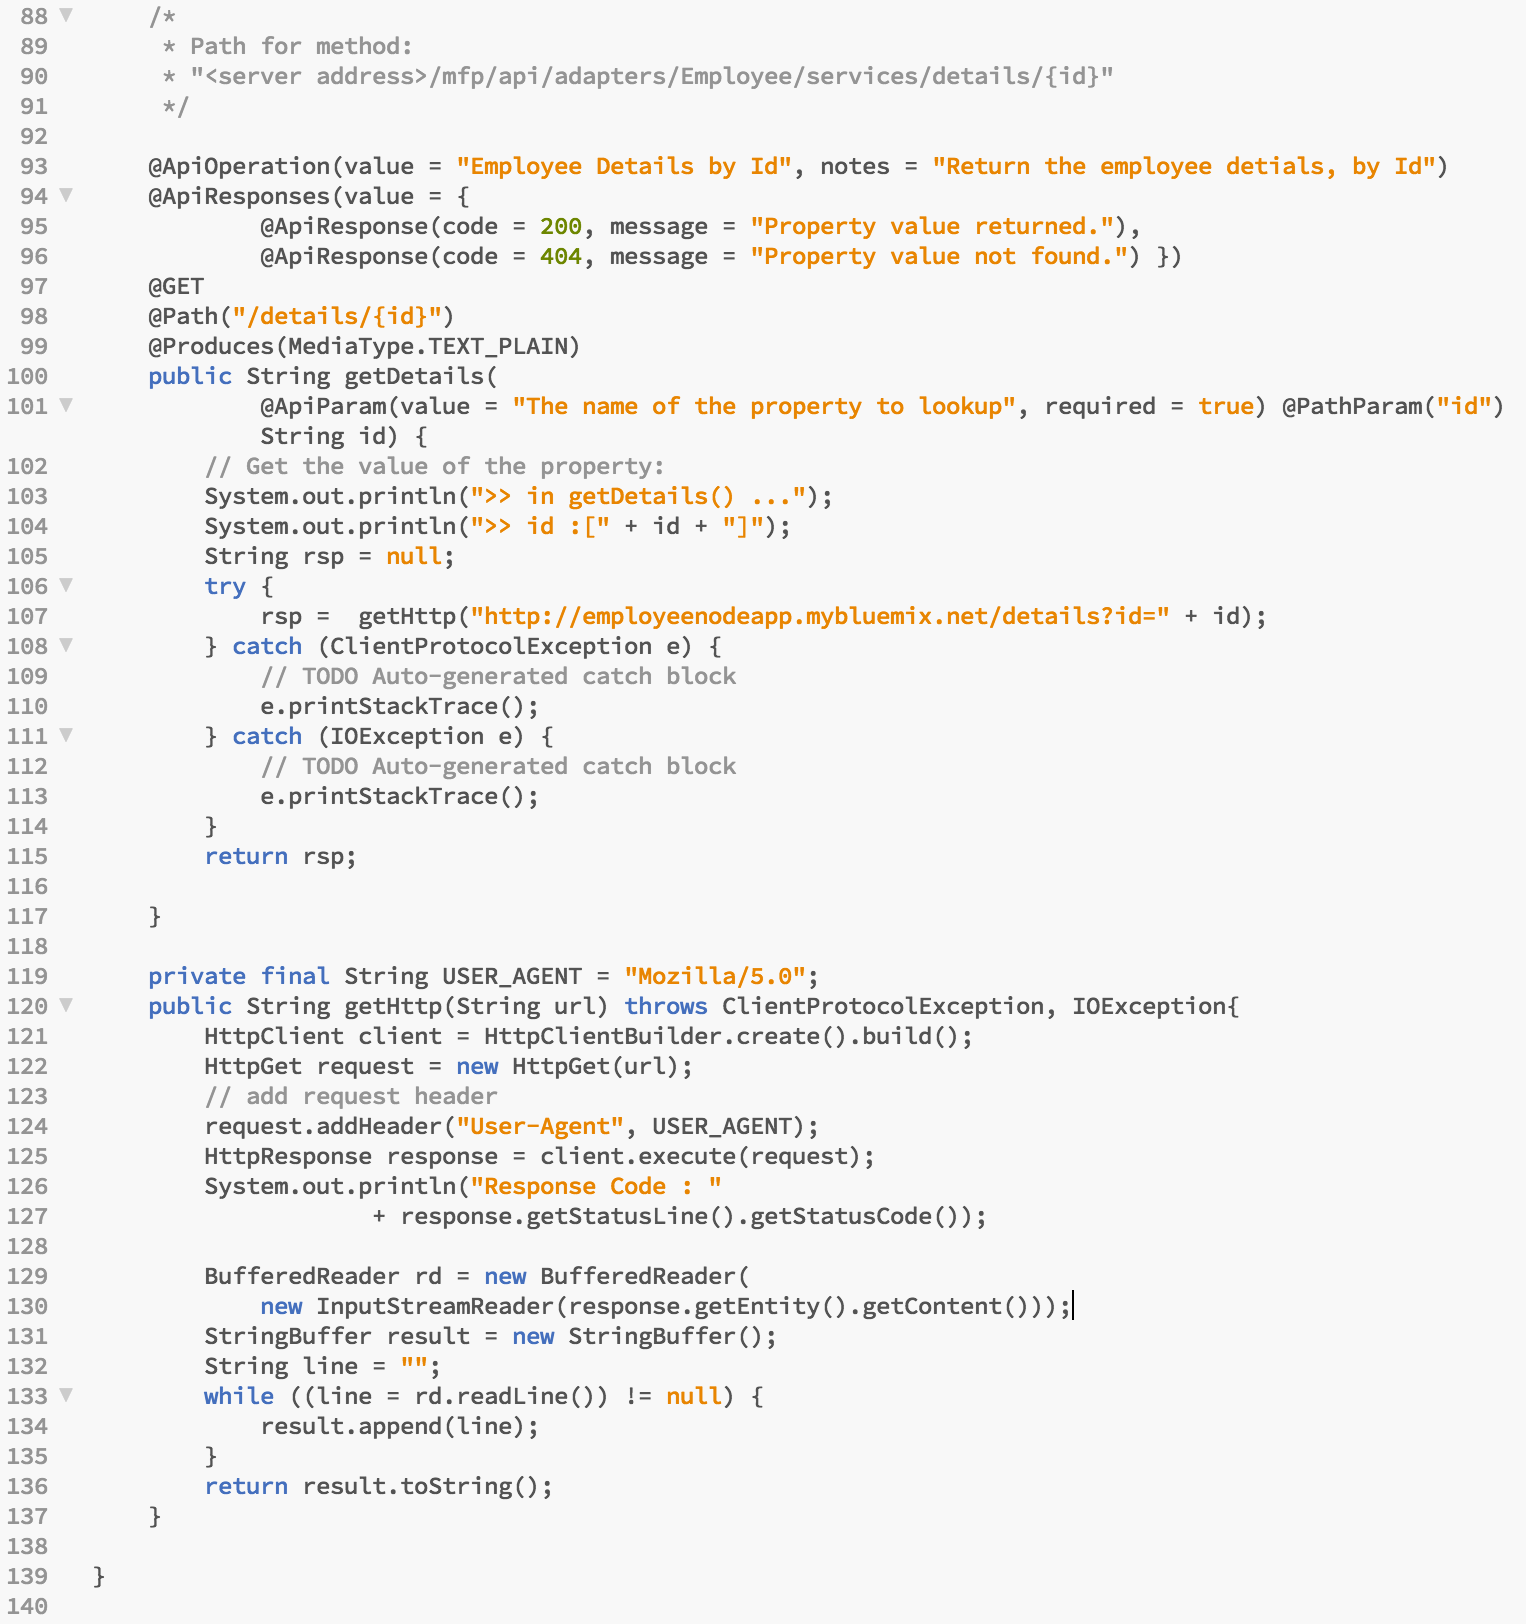 88 /*
89 * Path for method:
90 * "<server address>/mfp/api/adapters/Employee/services/details/{id}"
91 */
92
93 @ApiOperation(value = "Employee Details by Id", notes = "Return the employee detials, by Id")
94 @ApiResponses(value = {
95 @ApiResponse(code = 200, message = "Property value returned."),
96 @ApiResponse(code = 404, message = "Property value not found.") })
97 @GET
98 @Path("/details/{id}")
99 @Produces(MediaType.TEXT_PLAIN)
100 public String getDetails(
101 @ApiParam(value = "The name of the property to lookup", required = true) @PathParam("id")
String id) {
102 // Get the value of the property:
103 System.out.println(">> in getDetails() ...");
104 System.out.println(">> id :[" + id + "]");
105 String rsp = null;
106 try {
107 rsp =  getHttp("http://employeenodeapp.mybluemix.net/details?id=" + id);
108 } catch (ClientProtocolException e) {
109 // TODO Auto-generated catch block
110 e.printStackTrace();
111 } catch (IOException e) {
112 // TODO Auto-generated catch block
113 e.printStackTrace();
114 }
115 return rsp;
116
117 }
118
119 private final String USER_AGENT = "Mozilla/5.0";
120 public String getHttp(String url) throws ClientProtocolException, IOException{
121 HttpClient client = HttpClientBuilder.create().build();
122 HttpGet request = new HttpGet(url);
123 // add request header
124 request.addHeader("User-Agent", USER_AGENT);
125 HttpResponse response = client.execute(request);
126 System.out.println("Response Code : "
127 + response.getStatusLine().getStatusCode());
128
129 BufferedReader rd = new BufferedReader(
130 new InputStreamReader(response.getEntity().getContent()));
131 StringBuffer result = new StringBuffer();
132 String line = "";
133 while ((line = rd.readLine()) != null) {
134 result.append(line);
135 }
136 return result.toString();
137 }
138
139 }
140